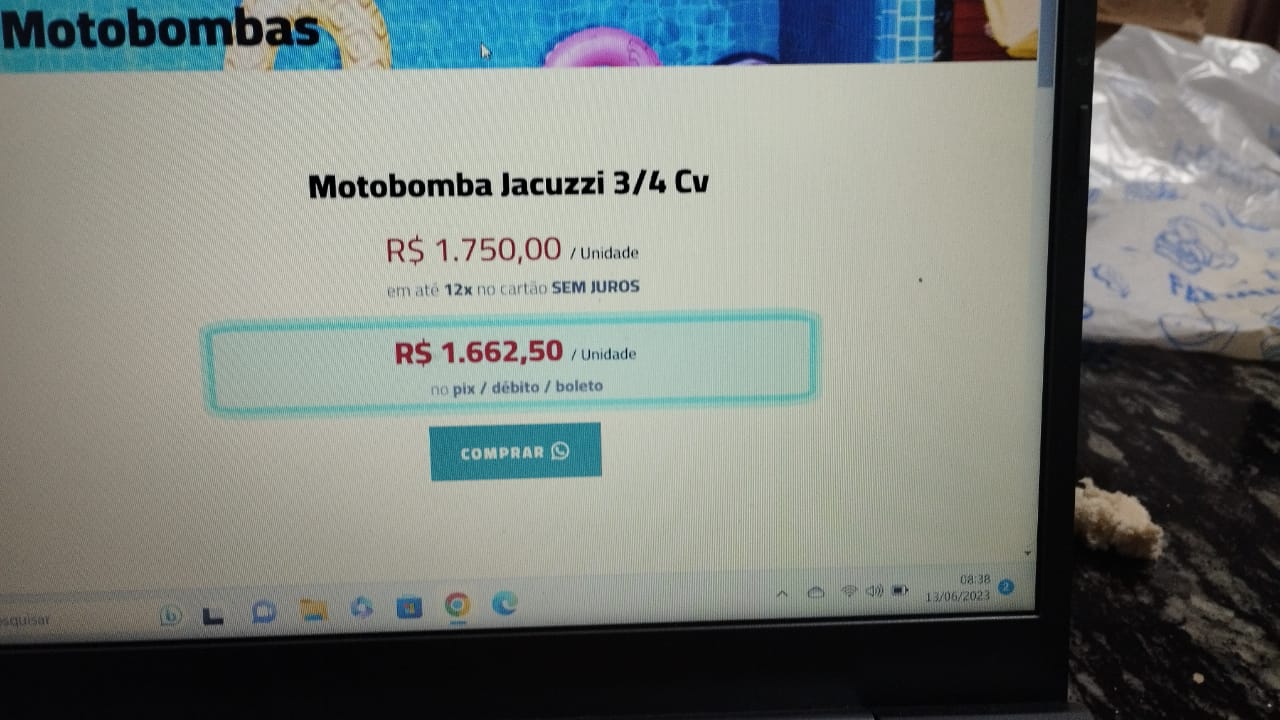 Motobombas
Motobomba Jacuzzi 3/4 Cv
R$ 1.750,00 / Unidade
em até 12x no cartão SEM JUROS
R$ 1.662,50 / Unidade
no pix / débito / boleto
COMPRAR
08:38
13/06/2023
2